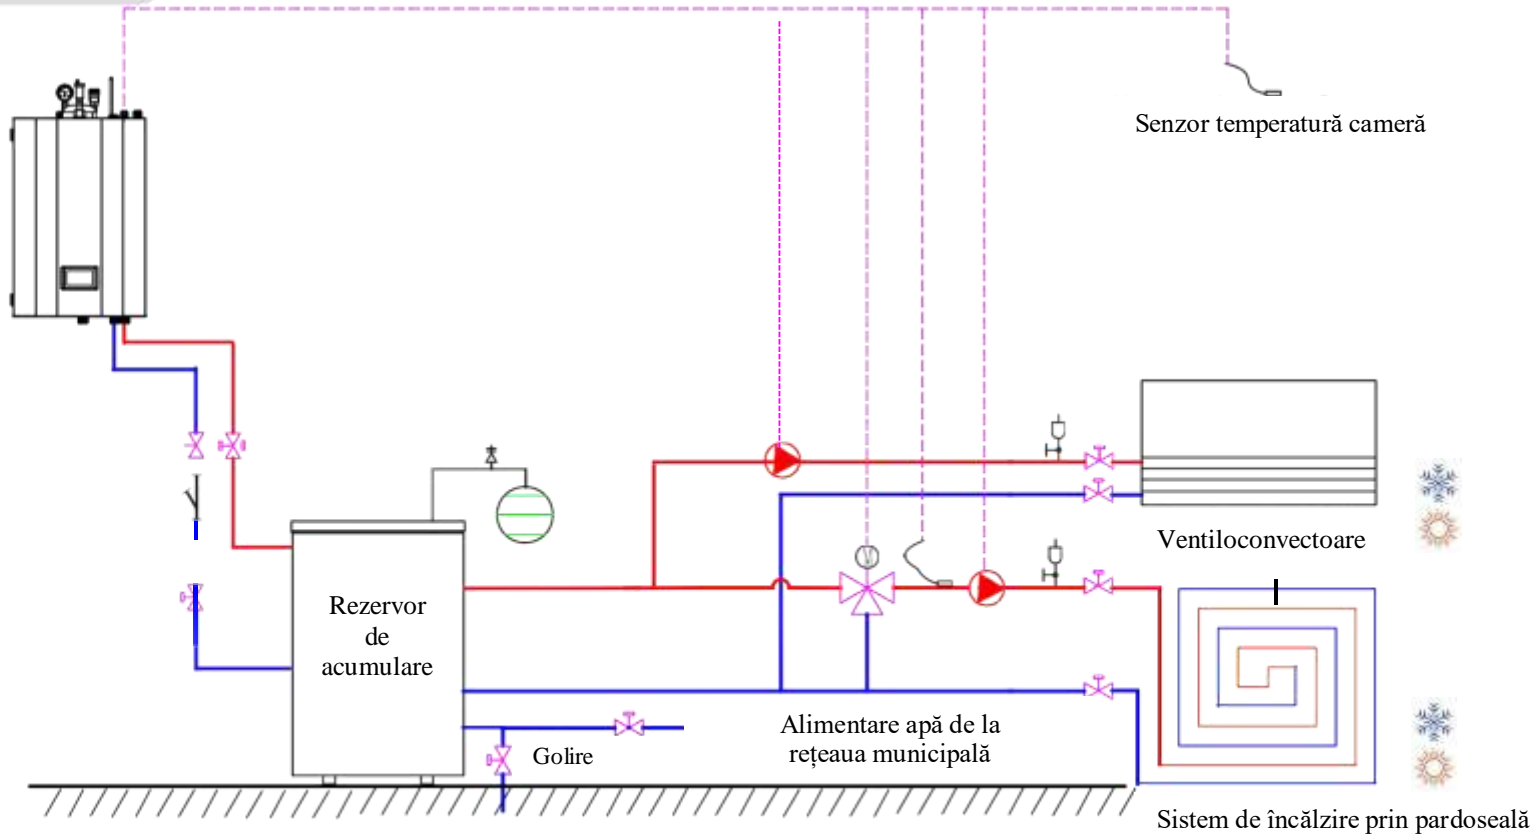 Senzor temperatură cameră
Ventiloconvectoare
Rezervor
de
acumulare
Alimentare apă de la
rețeaua municipală
Golire
Sistem de încălzire prin pardoseală